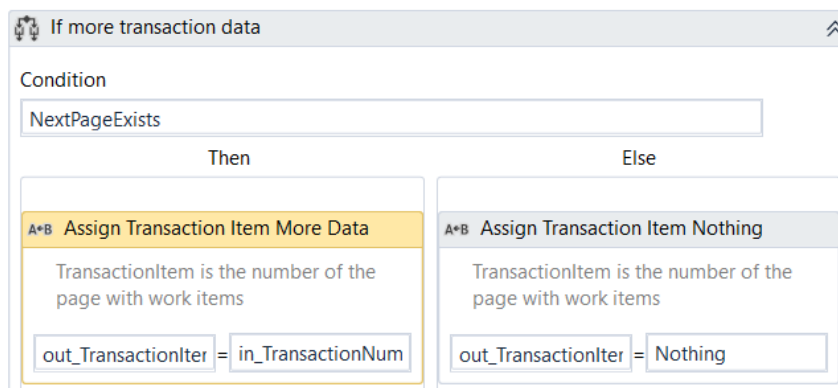 If more transaction data
Condition
NextPageExists
Then Else
A←B Assign Transaction Item More Data A←B Assign Transaction Item Nothing
TransactionItem is the number of the TransactionItem is the number of the
page with work items page with work items
out_TransactionIter = in_TransactionNum out_TransactionIter = Nothing